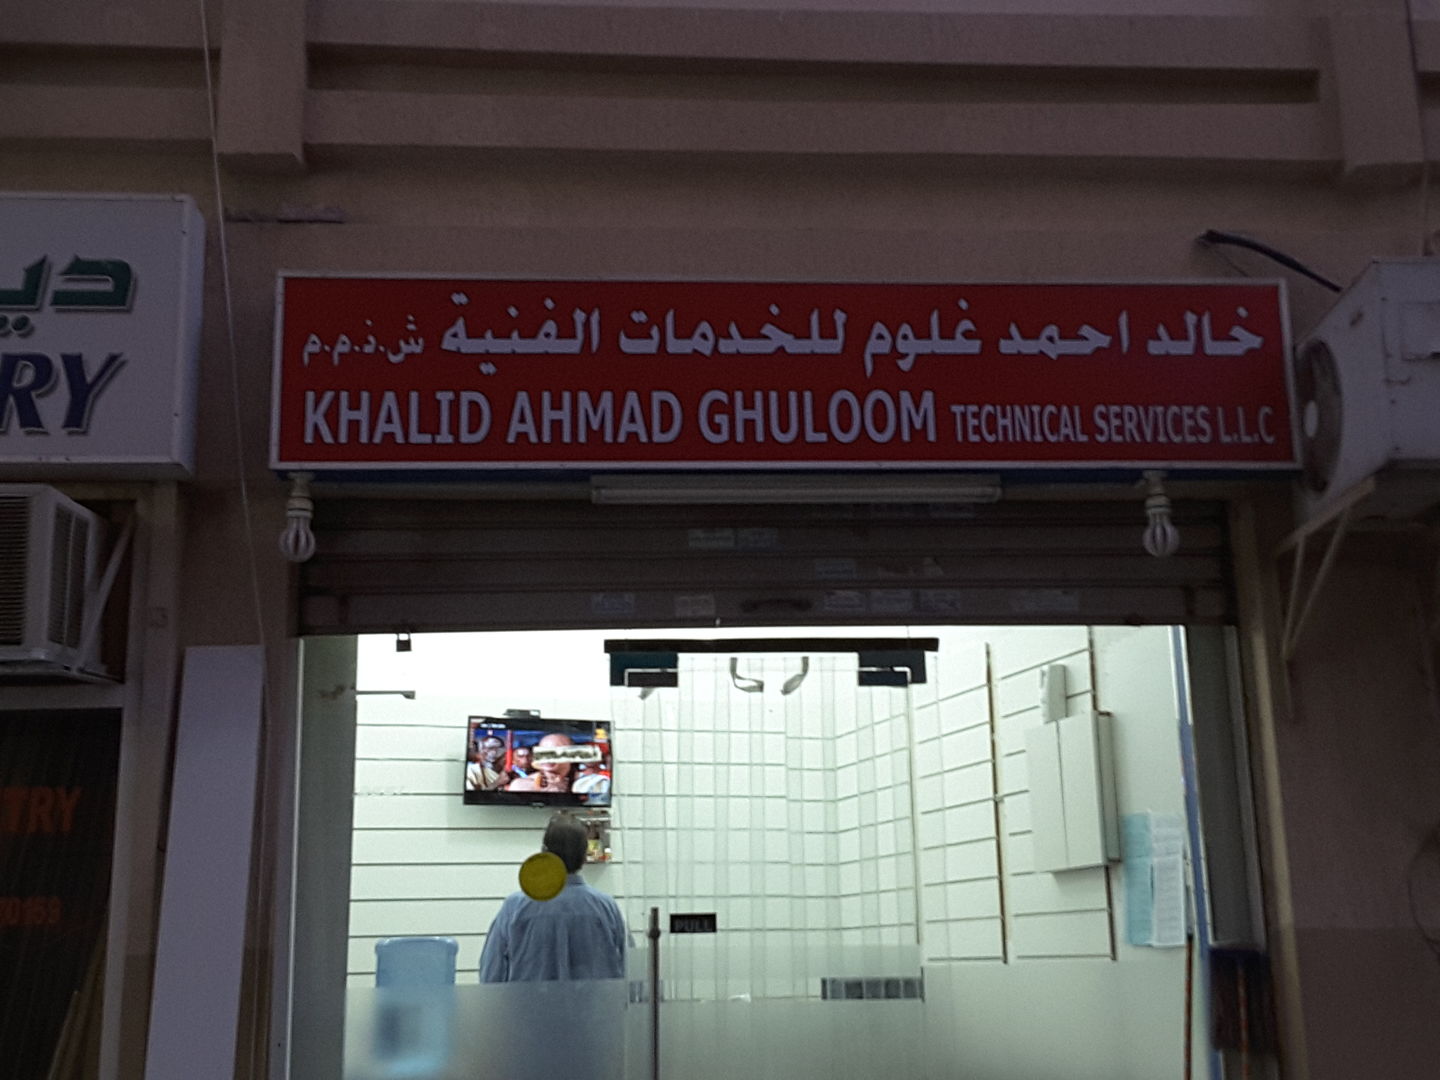 خالد احمد غلوم للخدمات الفنية ش.ذ.م.م
KHALID AHMAD GHULOOM TECHNICAL SERVICES L.L.C
PULL